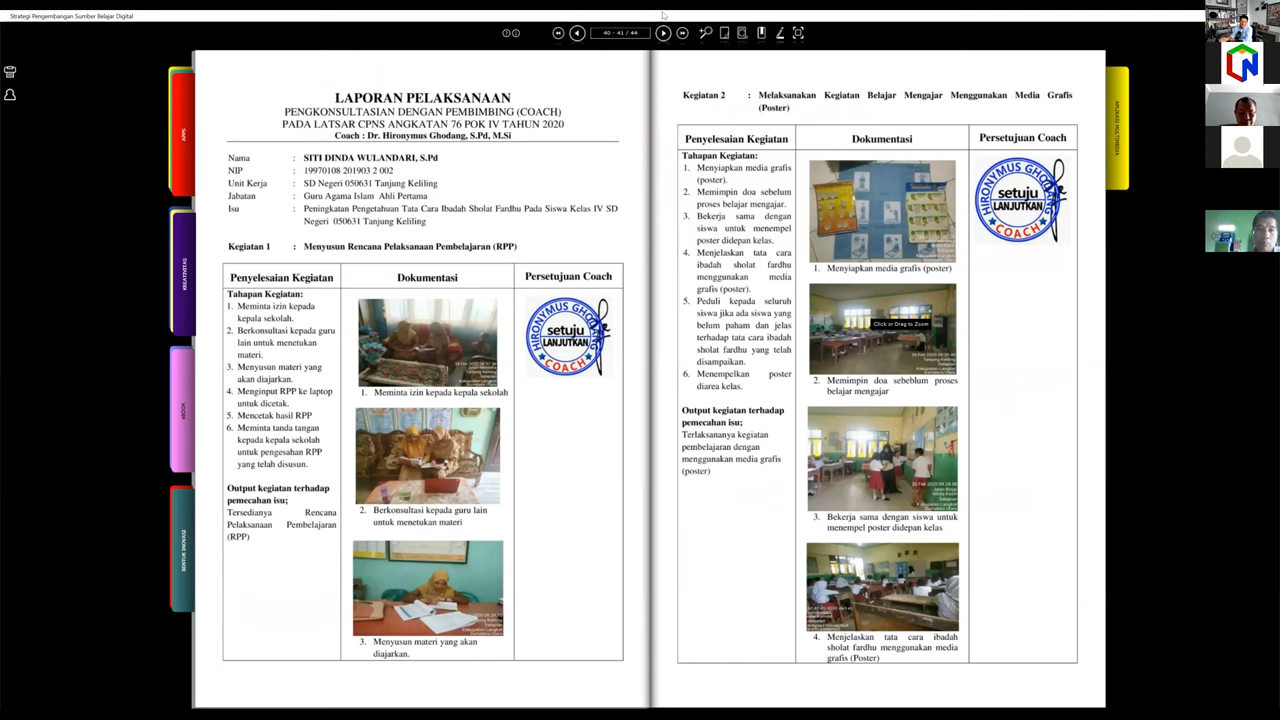 Strategi Pengembangan Sumber Belajar Digital
40 - 41 / 44
APPS
KREATIVITAS
eBOOK
BENTUK INOVASI
APLIKASI MULTIMEDIA
LAPORAN PELAKSANAAN
PENGKONSULTASIAN DENGAN PEMBIMBING (COACH)
PADA LATSAR CPNS ANGKATAN 76 POK IV TAHUN 2020
Coach : Dr. Hironymus Ghodang, S.Pd, M.Si
Nama : SITI DINDA WULANDARI, S.Pd
NIP : 19970108 201903 2 002
Unit Kerja : SD Negeri 050631 Tanjung Keliling
Jabatan : Guru Agama Islam Ahli Pertama
Isu : Peningkatan Pengetahuan Tata Cara Ibadah Sholat Fardhu Pada Siswa Kelas IV SD
Negeri 050631 Tanjung Keliling
Kegiatan 1 : Menyusun Rencana Pelaksanaan Pembelajaran (RPP)
Penyelesaian Kegiatan Dokumentasi Persetujuan Coach
Tahapan Kegiatan:
1. Meminta izin kepada
kepala sekolah.
2. Berkonsultasi kepada guru
lain untuk menetukan
materi.
3. Menyusun materi yang
akan diajarkan.
4. Menginput RPP ke laptop
untuk dicetak.
5. Mencetak hasil RPP
6. Meminta tanda tangan
kepada kepala sekolah
untuk pengesahan RPP
yang telah disusun.
Output kegiatan terhadap
pemecahan isu;
Tersedianya Rencana
Pelaksanaan Pembelajaran
(RPP)
1. Meminta izin kepada kepala sekolah
2. Berkonsultasi kepada guru lain
untuk menetukan materi
3. Menyusun materi yang akan
diajarkan.
HIRONYMUS GHODANG
setuju
LANJUTKAN
COACH
Kegiatan 2 : Melaksanakan Kegiatan Belajar Mengajar Menggunakan Media Grafis
(Poster)
Penyelesaian Kegiatan Dokumentasi Persetujuan Coach
Tahapan Kegiatan:
1. Menyiapkan media grafis
(poster).
2. Memimpin doa sebelum
proses belajar mengajar.
3. Bekerja sama dengan
siswa untuk menempel
poster didepan kelas.
4. Menjelaskan tata cara
ibadah sholat fardhu
menggunakan media
grafis (poster).
5. Peduli kepada seluruh
siswa jika ada siswa yang
belum paham dan jelas
terhadap tata cara ibadah
sholat fardhu yang telah
disampaikan.
6. Menempelkan poster
diarea kelas.
Output kegiatan terhadap
pemecahan isu;
Terlaksananya kegiatan
pembelajaran dengan
menggunakan media grafis
(poster)
1. Menyiapkan media grafis (poster)
Click or Drag to Zoom
2. Memimpin doa sebeblum proses
belajar mengajar
3. Bekerja sama dengan siswa untuk
menempel poster didepan kelas
4. Menjelaskan tata cara ibadah
sholat fardhu menggunakan media
grafis (Poster)
HIRONYMUS GHODANG
setuju
LANJUTKAN
COACH